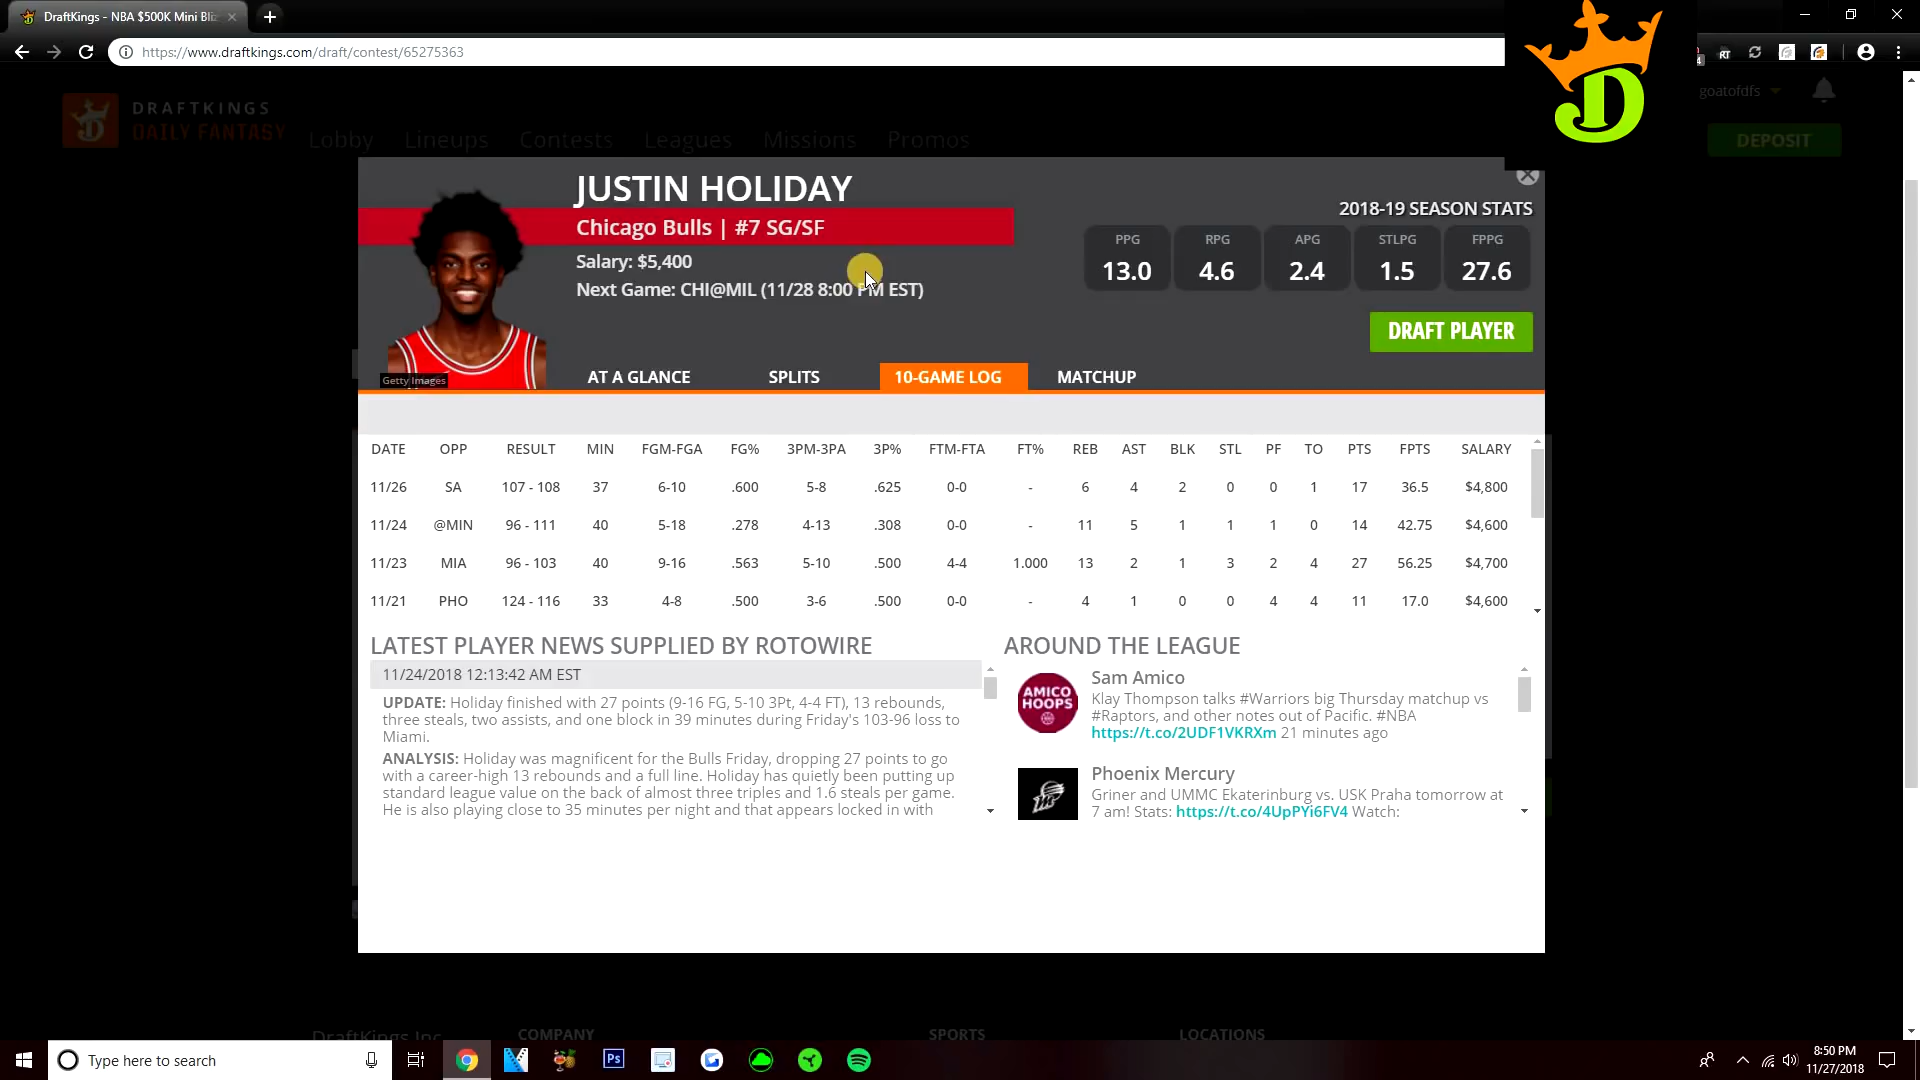 DraftKings - NBA $500K Mini Bli
https://www.draftkings.com/draft/contest/65275363
DRAFTKINGS
DAILY FANTASY
Lobby
Lineups
Contests
Leagues
Missions
Promos
goatofdfs
DEPOSIT
JUSTIN HOLIDAY
Chicago Bulls | #7 SG/SF
Salary: $5,400
Next Game: CHI@MIL (11/28 8:00 PM EST)
2018-19 SEASON STATS
PPG RPG APG STLPG FPPG
13.0 4.6 2.4 1.5 27.6
DRAFT PLAYER
Getty Images
AT A GLANCE SPLITS 10-GAME LOG MATCHUP
DATE OPP RESULT MIN FGM-FGA FG% 3PM-3PA 3P% FTM-FTA FT% REB AST BLK STL PF TO PTS FPTS SALARY
11/26 SA 107 - 108 37 6-10 .600 5-8 .625 0-0 - 6 4 2 0 0 1 17 36.5 $4,800
11/24 @MIN 96 - 111 40 5-18 .278 4-13 .308 0-0 - 11 5 1 1 1 0 14 42.75 $4,600
11/23 MIA 96 - 103 40 9-16 .563 5-10 .500 4-4 1.000 13 2 1 3 2 4 27 56.25 $4,700
11/21 PHO 124 - 116 33 4-8 .500 3-6 .500 0-0 - 4 1 0 0 4 4 11 17.0 $4,600
LATEST PLAYER NEWS SUPPLIED BY ROTOWIRE
11/24/2018 12:13:42 AM EST
UPDATE: Holiday finished with 27 points (9-16 FG, 5-10 3Pt, 4-4 FT), 13 rebounds,
three steals, two assists, and one block in 39 minutes during Friday's 103-96 loss to
Miami.
ANALYSIS: Holiday was magnificent for the Bulls Friday, dropping 27 points to go
with a career-high 13 rebounds and a full line. Holiday has quietly been putting up
standard league value on the back of almost three triples and 1.6 steals per game.
He is also playing close to 35 minutes per night and that appears locked in with
AROUND THE LEAGUE
AMICO
HOOPS
Sam Amico
Klay Thompson talks #Warriors big Thursday matchup vs
#Raptors, and other notes out of Pacific. #NBA
https://t.co/2UDF1VKRXm 21 minutes ago
Phoenix Mercury
Griner and UMMC Ekaterinburg vs. USK Praha tomorrow at
7 am! Stats: https://t.co/4UpPYi6FV4 Watch:
DraftKings Inc
COMPANY
SPORTS
LOCATIONS
Type here to search
Ps
8:50 PM
11/27/2018